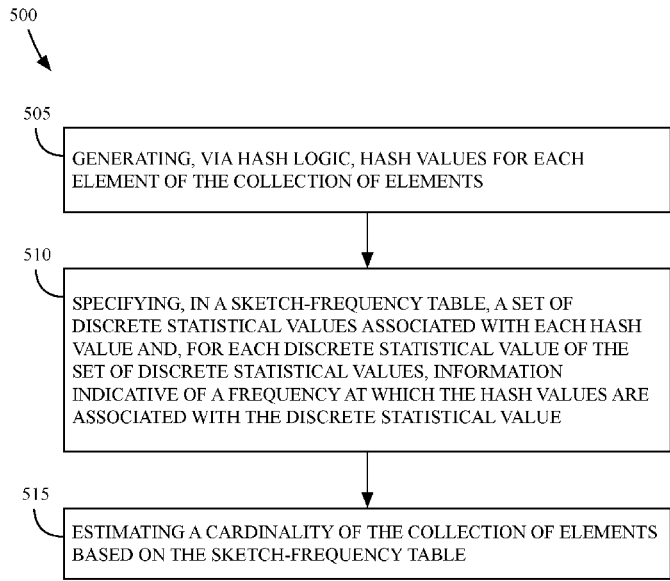 500
505
GENERATING, VIA HASH LOGIC, HASH VALUES FOR EACH
ELEMENT OF THE COLLECTION OF ELEMENTS
510
SPECIFYING, IN A SKETCH-FREQUENCY TABLE, A SET OF
DISCRETE STATISTICAL VALUES ASSOCIATED WITH EACH HASH
VALUE AND, FOR EACH DISCRETE STATISTICAL VALUE OF THE
SET OF DISCRETE STATISTICAL VALUES, INFORMATION
INDICATIVE OF A FREQUENCY AT WHICH THE HASH VALUES ARE
ASSOCIATED WITH THE DISCRETE STATISTICAL VALUE
515
ESTIMATING A CARDINALITY OF THE COLLECTION OF ELEMENTS
BASED ON THE SKETCH-FREQUENCY TABLE